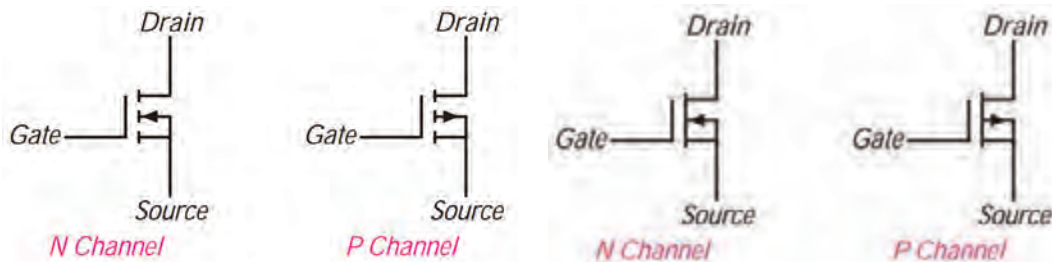 Drain Drain Drain Drain
Gate Gate Gate Gate
Source Source Source Source
N Channel P Channel N Channel P Channel